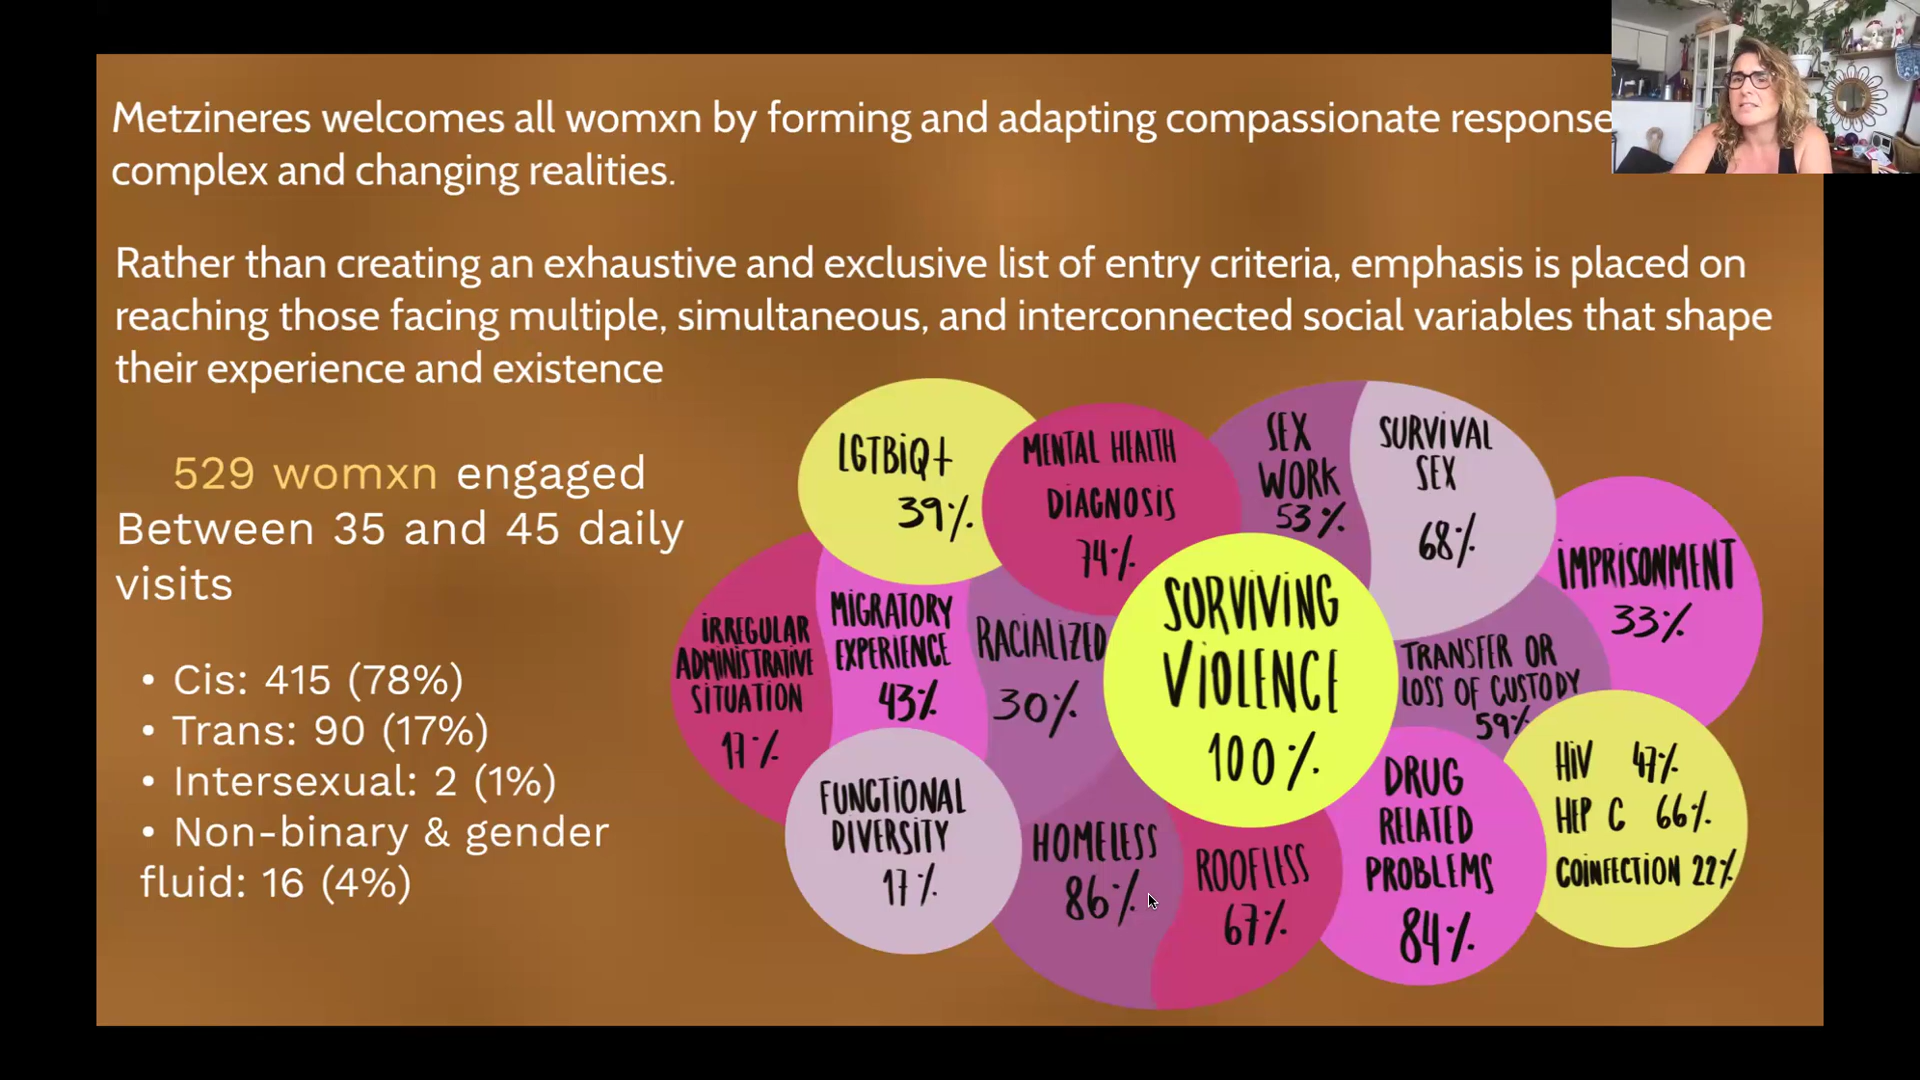 Metzineres welcomes all womxn by forming and adapting compassionate response
complex and changing realities.
Rather than creating an exhaustive and exclusive list of entry criteria, emphasis is placed on
reaching those facing multiple, simultaneous, and interconnected social variables that shape
their experience and existence
529 womxn engaged
Between 35 and 45 daily
visits
• Cis: 415 (78%)
• Trans: 90 (17%)
• Intersexual: 2 (1%)
• Non-binary & gender
fluid: 16 (4%)
LGTBiQ+
39%
MENTAL HEALTH
DIAGNOSIS
74%
SEX
WORK
53%
SURViVAL
SEX
68%
iMPRiSONMENT
33%
iRREGULAR
ADMINISTRATIVE
SiTUATiON
17%
MiGRATORY
EXPERiENCE
43%
RACiALiZED
30%
SURViViNG
ViOLENCE
100%
TRANSFER OR
LOSS OF CUSTODY
59%
FUNCTiONAL
DiVERSiTY
17%
HOMELESS
86%
ROOFLESS
67%
DRUG
RELATED
PROBLEMS
84%
HiV 47%
HEP C 66%
COiNFECTiON 22%